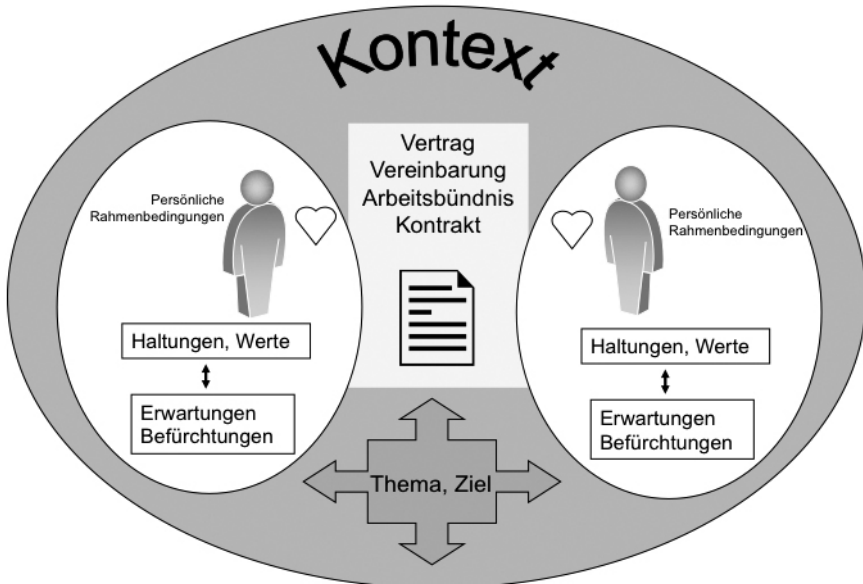 Kontext
Vertrag
Vereinbarung
Arbeitsbündnis
Kontrakt
Persönliche
Rahmenbedingungen
Haltungen, Werte
Erwartungen
Befürchtungen
Persönliche
Rahmenbedingungen
Haltungen, Werte
Erwartungen
Befürchtungen
Thema, Ziel